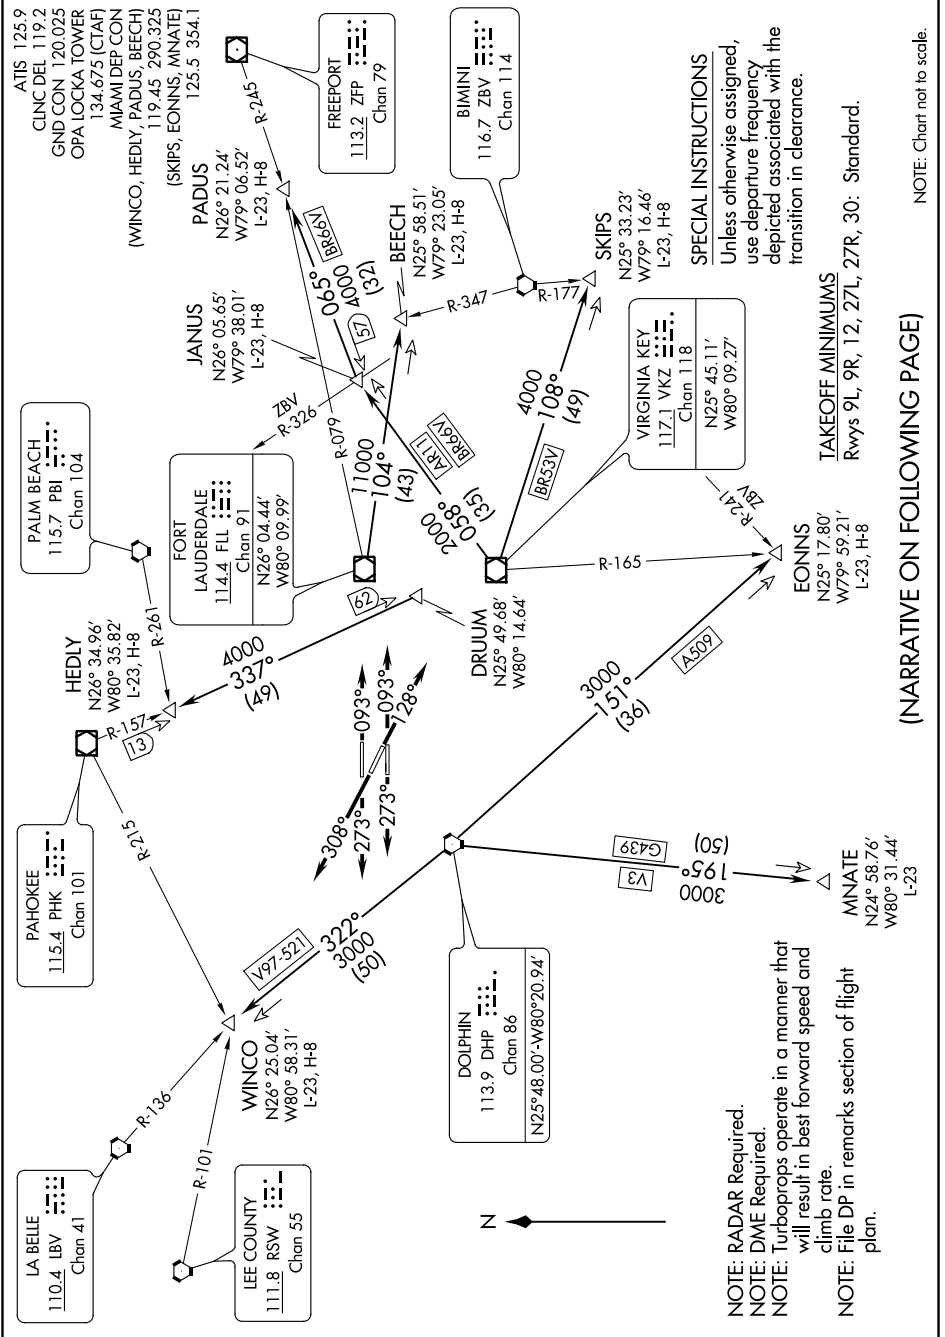 ATIS 125.9
CLNC DEL 119.2
GND CON 120.025
OPA LOCKA TOWER
134.675 (CTAF)
MIAMI DEP CON
(WINCO, HEDLY, PADUS, BEECH)
119.45 290.325
(SKIPS, EONNS, MNATE)
125.5 354.1
LA BELLE
110.4 LBV
Chan 41
R-136
LEE COUNTY
111.8 RSW
Chan 55
R-101
WINCO
N26° 25.04′
W80° 58.31′
L-23, H-8
PAHOKEE
115.4 PHK
Chan 101
R-215
R-157
13
HEDLY
N26° 34.96′
W80° 35.82′
L-23, H-8
PALM BEACH
115.7 PBI
Chan 104
R-261
FORT
LAUDERDALE
114.4 FLL
Chan 91
N26° 04.44′
W80° 09.99′
62
4000
337°
(49)
DRUUM
N25° 49.68′
W80° 14.64′
JANUS
N26° 05.65′
W79° 38.01′
L-23, H-8
ZBV
R-326
R-079
PADUS
N26° 21.24′
W79° 06.52′
L-23, H-8
R-245
FREEPORT
113.2 ZFP
Chan 79
BR66V
065°
4000
(32)
57
BEECH
N25° 58.51′
W79° 23.05′
L-23, H-8
11000
104°
(43)
AR11
BR66V
2000
058°
(35)
BIMINI
116.7 ZBV
Chan 114
R-347
R-177
SKIPS
N25° 33.23′
W79° 16.46′
L-23, H-8
4000
108°
(49)
BR53V
VIRGINIA KEY
117.1 VKZ
Chan 118
N25° 45.11′
W80° 09.27′
R-165
R-241
ZBV
EONNS
N25° 17.80′
W79° 59.21′
L-23, H-8
3000
151°
(36)
A509
308°
273°
273°
093°
093°
128°
V97-521
322°
3000
(50)
DOLPHIN
113.9 DHP
Chan 86
N25°48.00′-W80°20.94′
V3
G439
3000
195°
(50)
MNATE
N24° 58.76′
W80° 31.44′
L-23
N
SPECIAL INSTRUCTIONS
Unless otherwise assigned,
use departure frequency
depicted associated with the
transition in clearance.
TAKEOFF MINIMUMS
Rwys 9L, 9R, 12, 27L, 27R, 30: Standard.
NOTE: RADAR Required.
NOTE: DME Required.
NOTE: Turboprops operate in a manner that
will result in best forward speed and
climb rate.
NOTE: File DP in remarks section of flight
plan.
(NARRATIVE ON FOLLOWING PAGE)
NOTE: Chart not to scale.